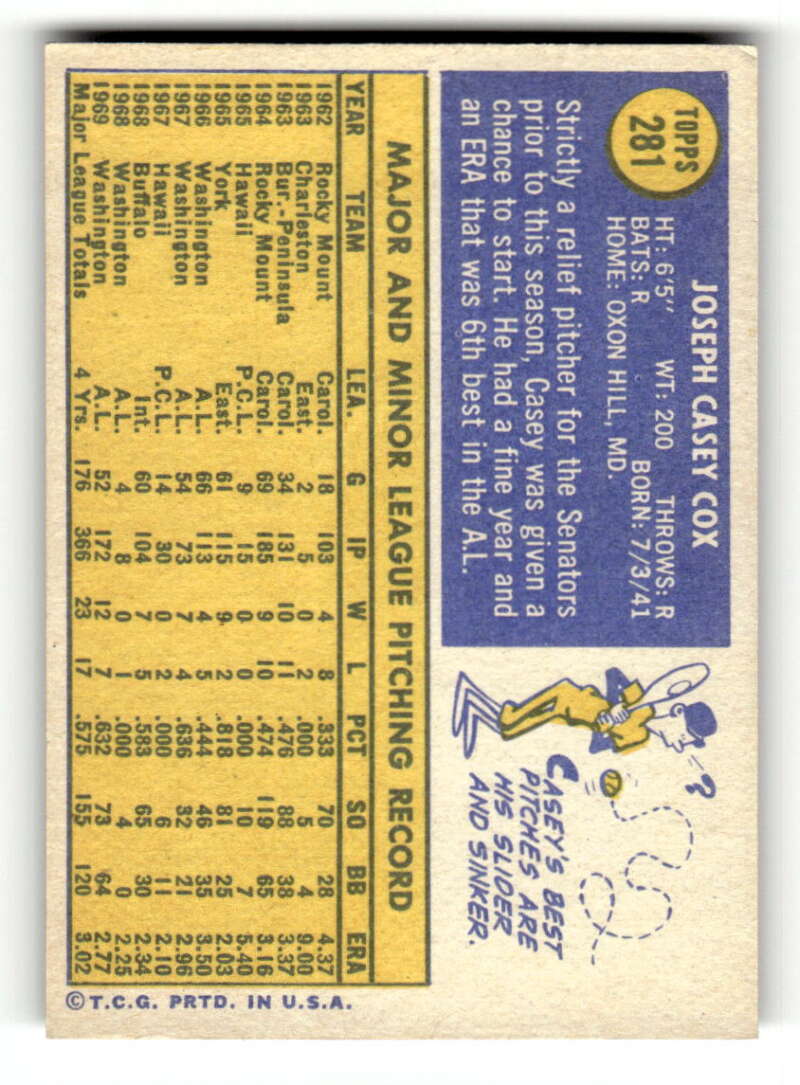 TOPPS
281
JOSEPH CASEY COX
HT: 6'5" WT: 200 THROWS: R
BATS: R BORN: 7/3/41
HOME: OXON HILL, MD.
Strictly a relief pitcher for the Senators
prior to this season, Casey was given a
chance to start. He had a fine year and
an ERA that was 6th best in the A.L.
?
CASEY'S BEST
PITCHES ARE
HIS SLIDER
AND SINKER.
MAJOR AND MINOR LEAGUE PITCHING RECORD
YEAR TEAM LEA. G IP W L PCT SO BB ERA
1962 Rocky Mount Carol. 18 103 4 8 .333 70 28 4.37
1963 Charleston East. 2 5 0 0 .000 5 4 9.00
1963 Bur.-Peninsula Carol. 34 131 10 11 .476 88 38 3.37
1964 Rocky Mount Carol. 69 185 9 10 .474 119 65 3.16
1965 Hawaii P.C.L. 9 15 0 0 .000 10 7 5.40
1965 York East. 61 115 9 2 .818 81 25 2.03
1966 Washington A.L. 66 113 4 5 .444 46 35 3.50
1967 Washington A.L. 54 73 7 4 .636 32 21 2.96
1967 Hawaii P.C.L. 14 30 0 2 .000 6 11 2.10
1968 Buffalo Int. 60 104 7 5 .583 65 30 2.34
1968 Washington A.L. 4 8 0 1 .000 4 0 2.25
1969 Washington A.L. 52 172 12 7 .632 73 64 2.77
Major League Totals 4 Yrs. 176 366 23 17 .575 155 120 3.02
©T.C.G. PRTD. IN U.S.A.